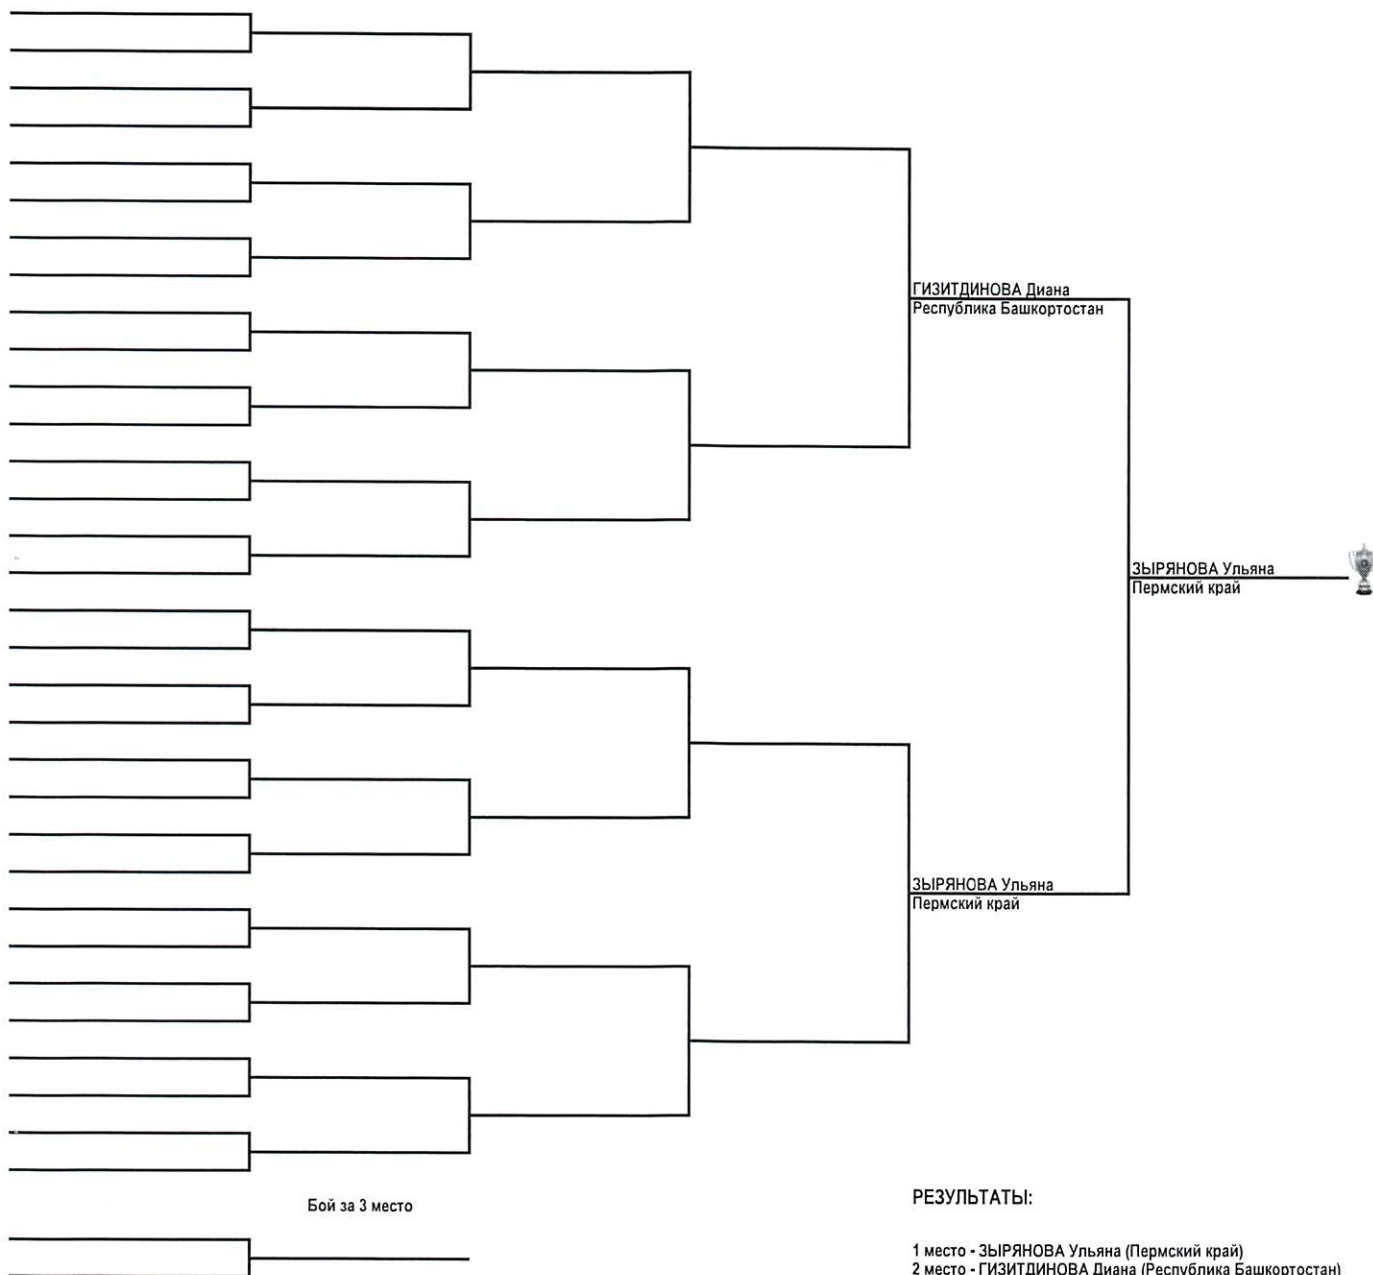 ГИЗИТДИНОВА Диана
Республика Башкортостан
ЗЫРЯНОВА Ульяна
Пермский край
ЗЫРЯНОВА Ульяна
Пермский край
Бой за 3 место
РЕЗУЛЬТАТЫ:
1 место - ЗЫРЯНОВА Ульяна (Пермский край)
2 место - ГИЗИТДИНОВА Диана (Республика Башкортостан)